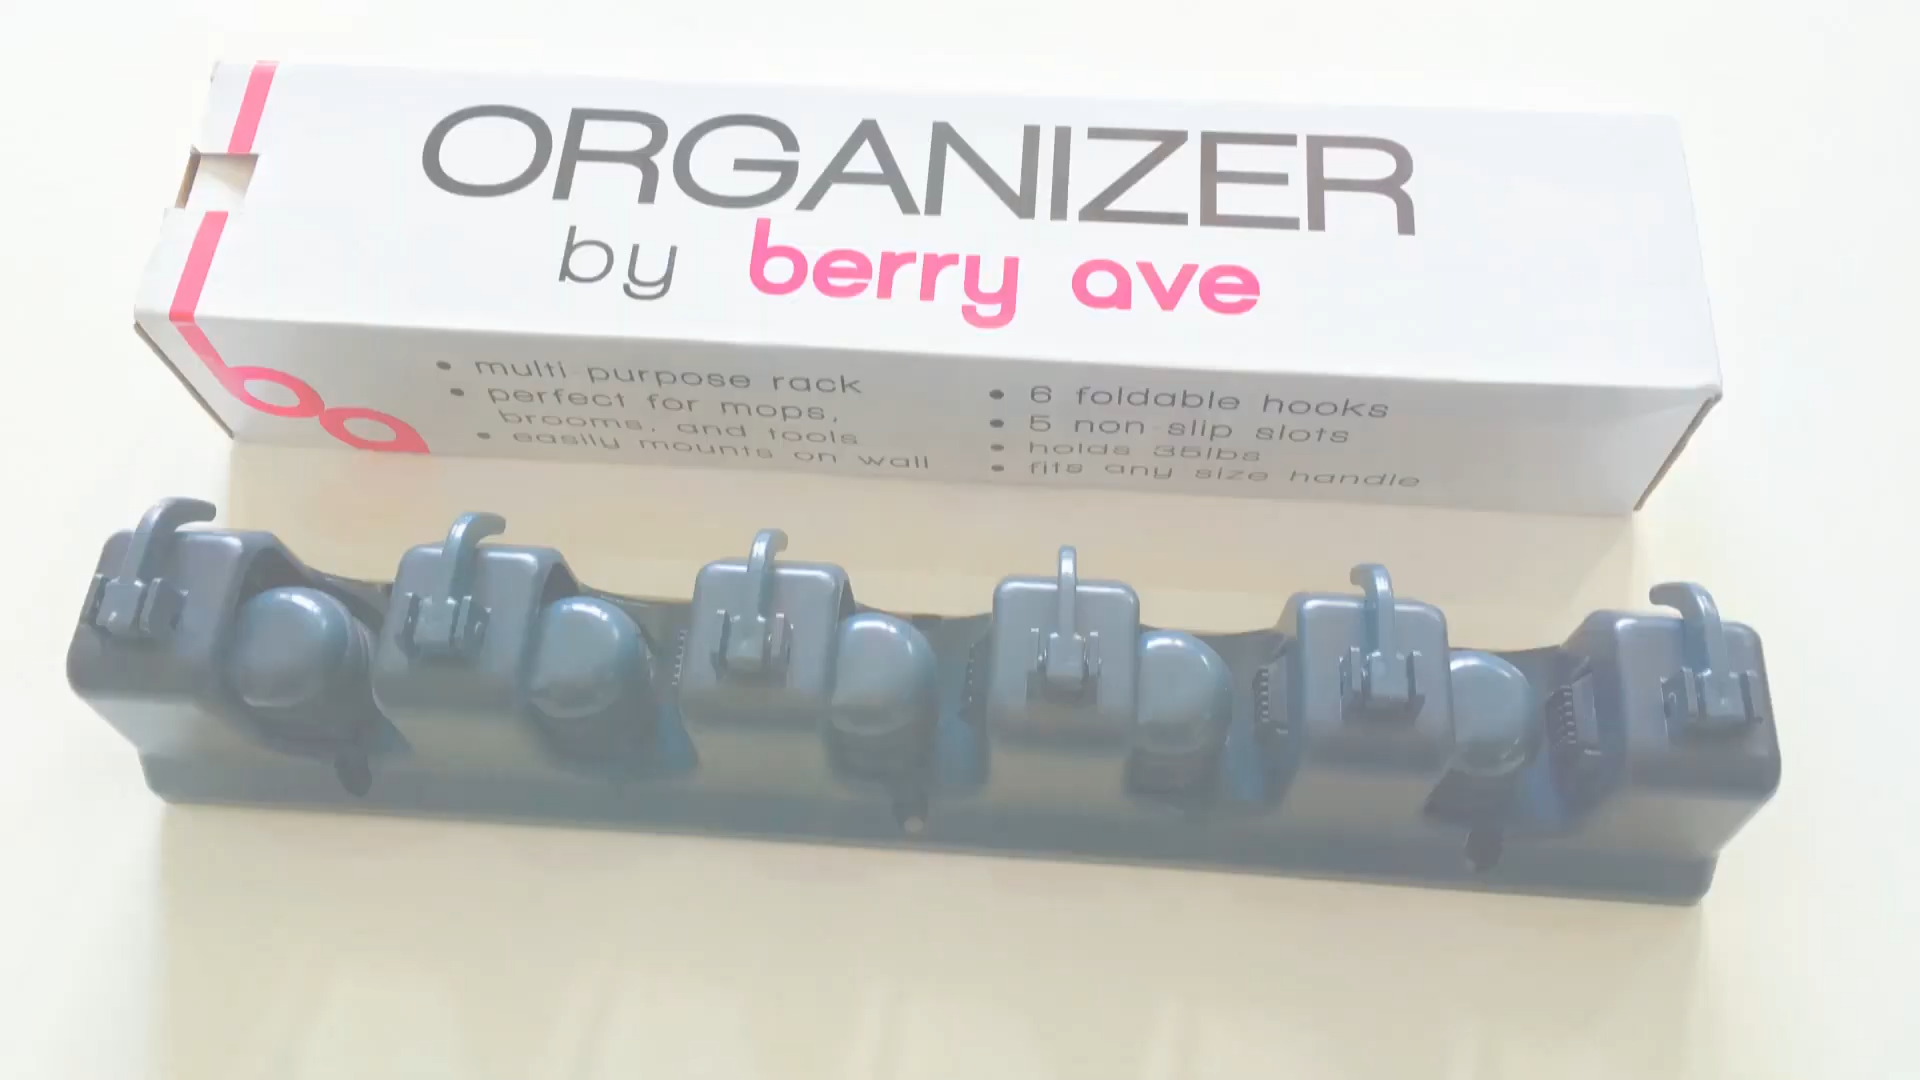 ORGANIZER
by berry ave
• multi purpose rack
• perfect for mops,
brooms, and tools
• easily mounts on wall
• 6 foldable hooks
• 5 non slip slots
• holds 35lbs
• fits any size handle
ba